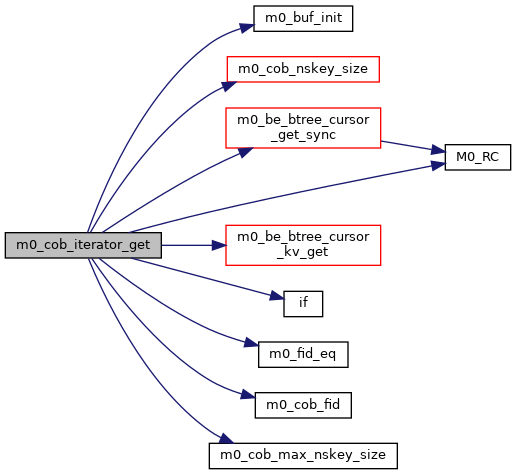 m0_buf_init
m0_cob_nskey_size
m0_be_btree_cursor
_get_sync
M0_RC
m0_cob_iterator_get
m0_be_btree_cursor
_kv_get
if
m0_fid_eq
m0_cob_fid
m0_cob_max_nskey_size